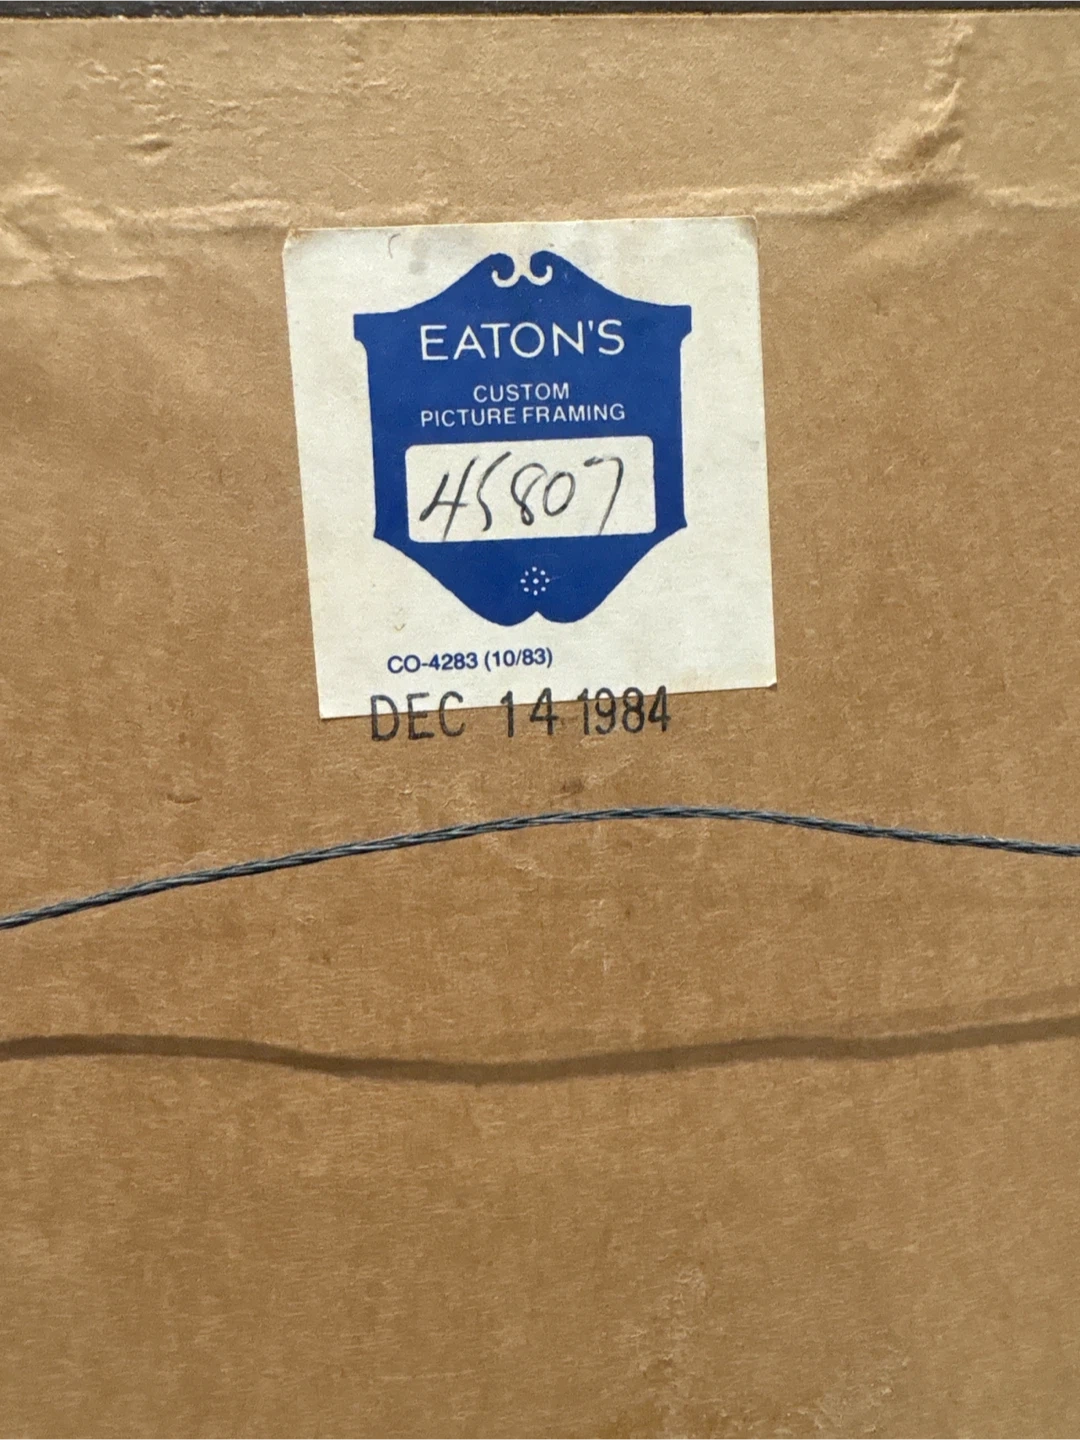 EATON'S
CUSTOM
PICTURE FRAMING
45807
CO-4283 (10/83)
DEC 14 1984